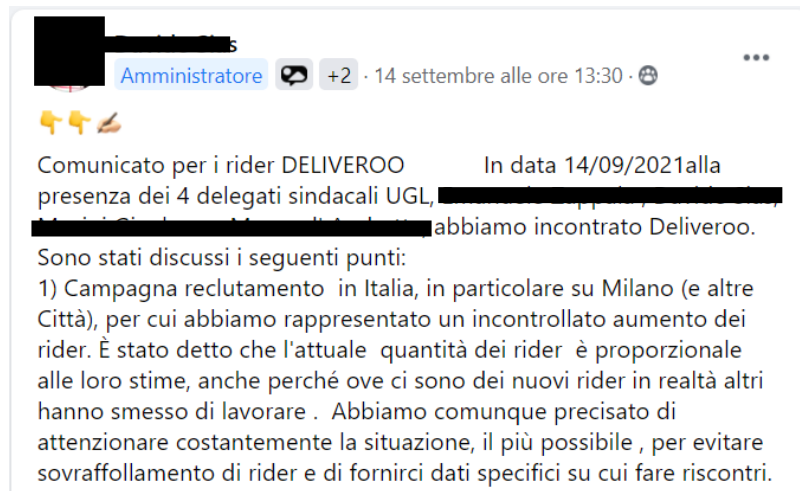 Amministratore +2 · 14 settembre alle ore 13:30 ·
Comunicato per i rider DELIVEROO In data 14/09/2021alla
presenza dei 4 delegati sindacali UGL,
abbiamo incontrato Deliveroo.
Sono stati discussi i seguenti punti:
1) Campagna reclutamento in Italia, in particolare su Milano (e altre
Città), per cui abbiamo rappresentato un incontrollato aumento dei
rider. È stato detto che l'attuale quantità dei rider è proporzionale
alle loro stime, anche perché ove ci sono dei nuovi rider in realtà altri
hanno smesso di lavorare . Abbiamo comunque precisato di
attenzionare costantemente la situazione, il più possibile , per evitare
sovraffollamento di rider e di fornirci dati specifici su cui fare riscontri.